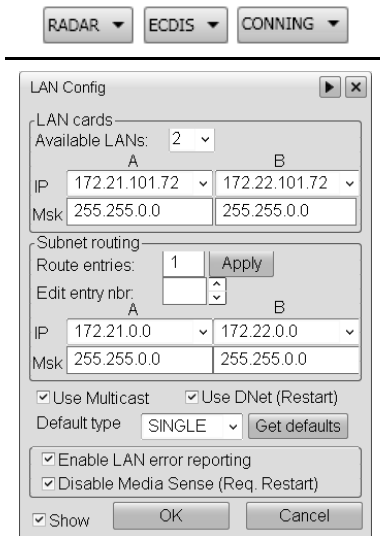 RADAR ECDIS CONNING
LAN Config
LAN cards
Available LANs: 2
A B
IP 172.21.101.72 172.22.101.72
Msk 255.255.0.0 255.255.0.0
Subnet routing
Route entries: 1 Apply
Edit entry nbr:
A B
IP 172.21.0.0 172.22.0.0
Msk 255.255.0.0 255.255.0.0
Use Multicast Use DNet (Restart)
Default type SINGLE Get defaults
Enable LAN error reporting
Disable Media Sense (Req. Restart)
Show OK Cancel